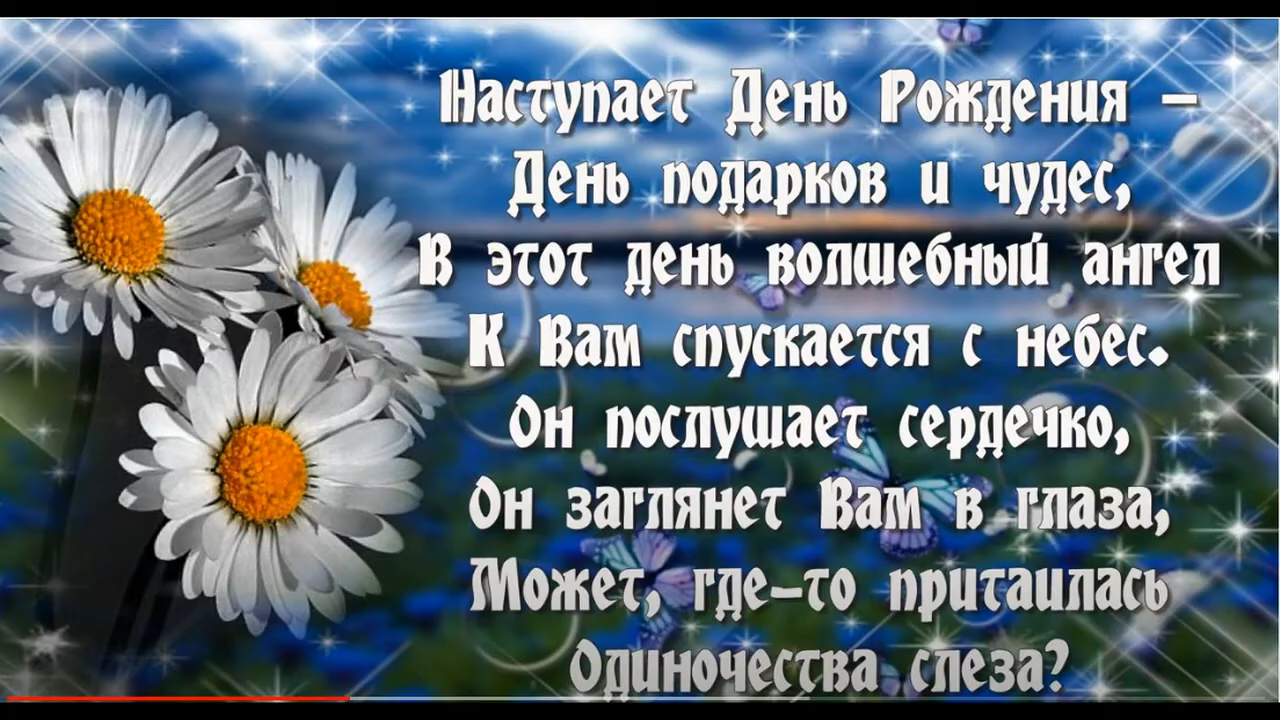 Наступает День Рождения –
День подарков и чудес,
В этот день волшебный ангел
К Вам спускается с небес.
Он послушает сердечко,
Он заглянет Вам в глаза,
Может, где-то притаилась
Одиночества слеза?